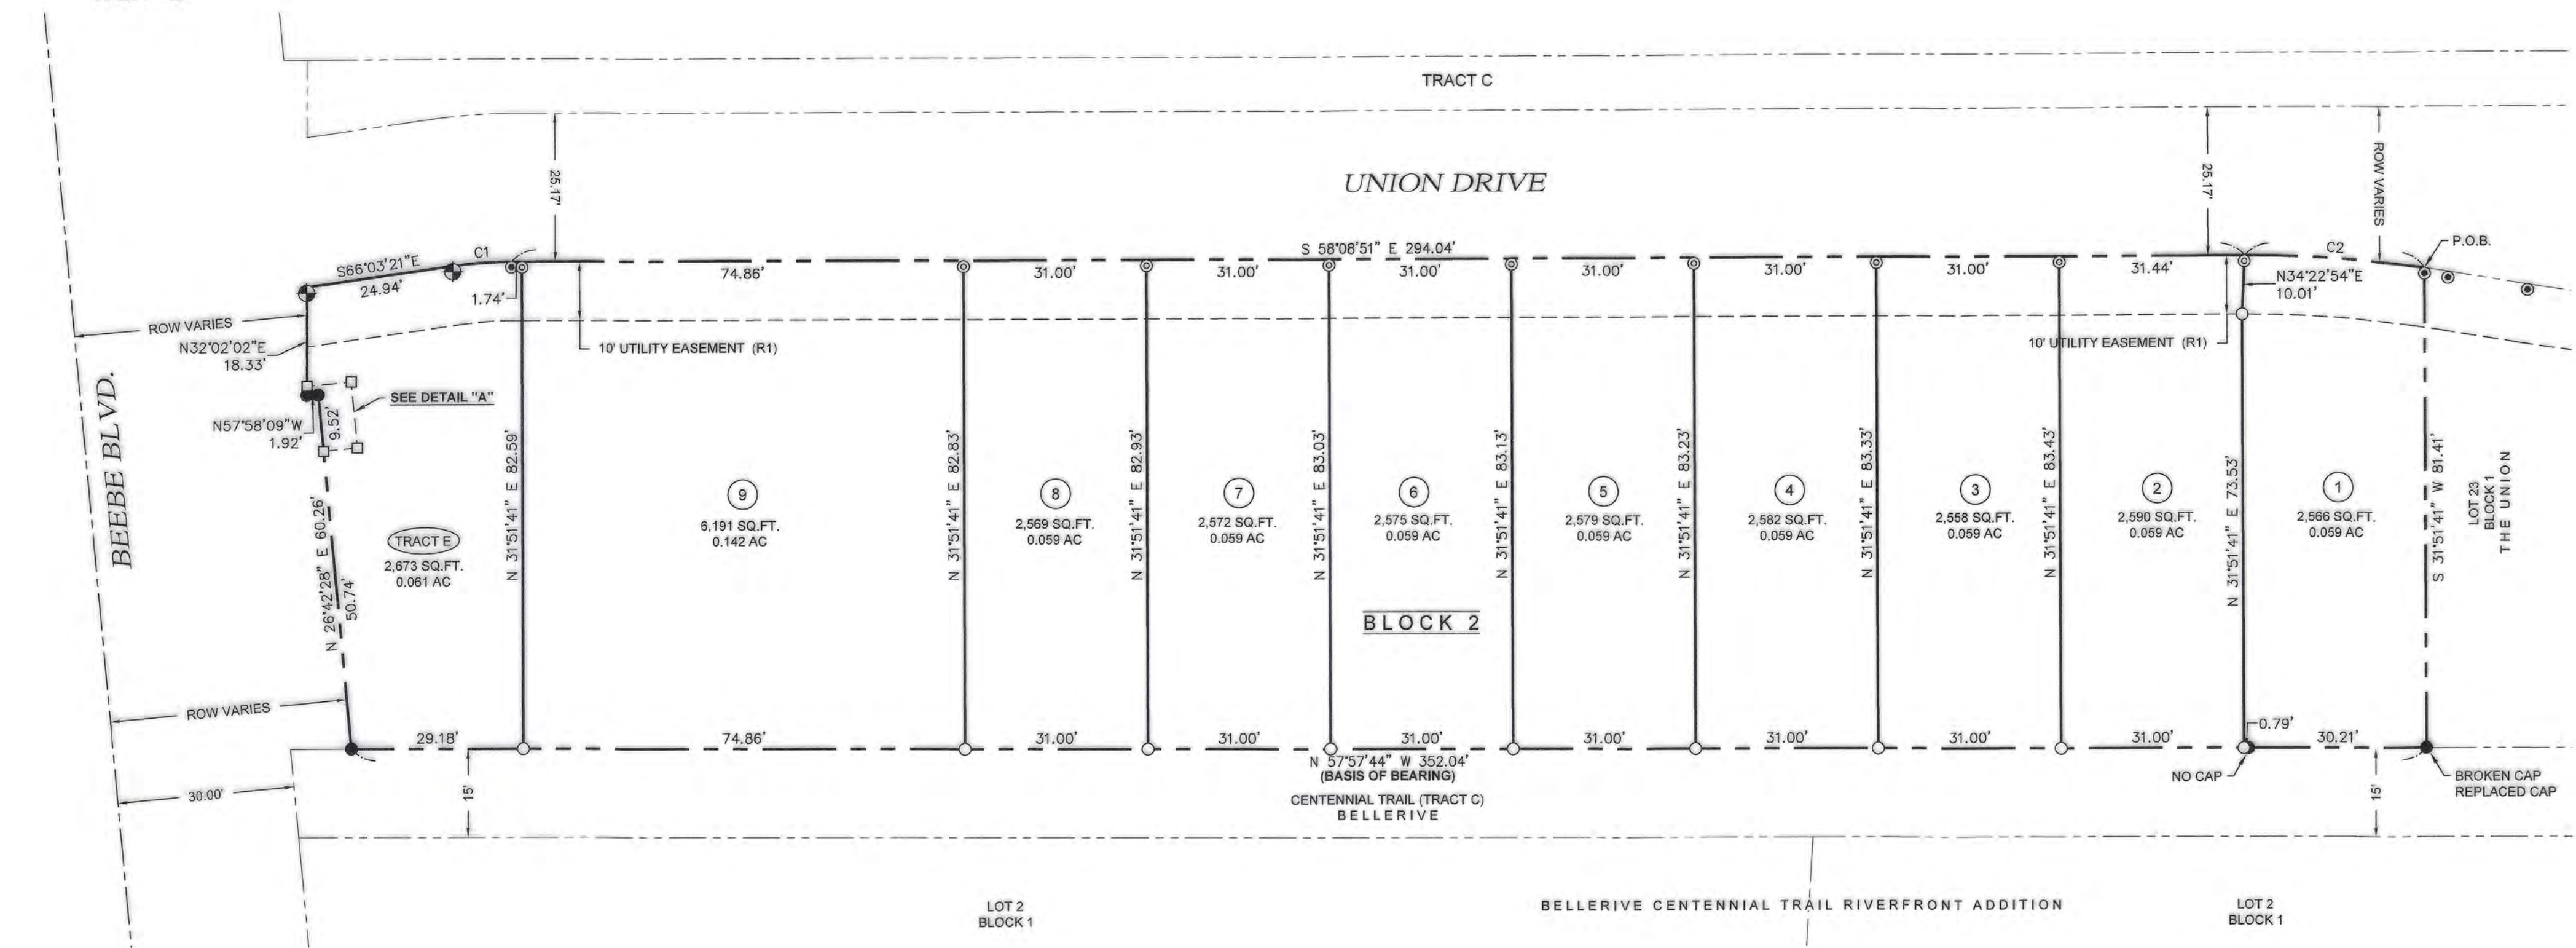 TRACT C
25.17'
UNION DRIVE
25.17'
ROW VARIES
S 58°08'51" E 294.04'
P.O.B.
S66°03'21"E
24.94'
C1
1.74'
74.86'
31.00'
31.00'
31.00'
31.00'
31.00'
31.00'
31.44'
C2
N34°22'54"E
10.01'
ROW VARIES
N32°02'02"E
18.33'
10' UTILITY EASEMENT (R1)
10' UTILITY EASEMENT (R1)
SEE DETAIL "A"
N57°58'09"W
1.92'
9.52'
BEEBE BLVD.
N 26°42'28" E 60.26'
50.74'
TRACT E
2,673 SQ.FT.
0.061 AC
N 31°51'41" E 82.59'
9
6,191 SQ.FT.
0.142 AC
N 31°51'41" E 82.83'
8
2,569 SQ.FT.
0.059 AC
N 31°51'41" E 82.93'
7
2,572 SQ.FT.
0.059 AC
N 31°51'41" E 83.03'
6
2,575 SQ.FT.
0.059 AC
N 31°51'41" E 83.13'
5
2,579 SQ.FT.
0.059 AC
N 31°51'41" E 83.23'
4
2,582 SQ.FT.
0.059 AC
N 31°51'41" E 83.33'
3
2,558 SQ.FT.
0.059 AC
N 31°51'41" E 83.43'
2
2,590 SQ.FT.
0.059 AC
N 31°51'41" E 73.53'
1
2,566 SQ.FT.
0.059 AC
S 31°51'41" W 81.41'
LOT 23
BLOCK 1
THE UNION
BLOCK 2
ROW VARIES
29.18'
74.86'
31.00'
31.00'
31.00'
31.00'
31.00'
31.00'
31.00'
0.79'
30.21'
N 57°57'44" W 352.04'
(BASIS OF BEARING)
NO CAP
BROKEN CAP
REPLACED CAP
30.00'
15'
15'
CENTENNIAL TRAIL (TRACT C)
BELLERIVE
LOT 2
BLOCK 1
BELLERIVE CENTENNIAL TRAIL RIVERFRONT ADDITION
LOT 2
BLOCK 1